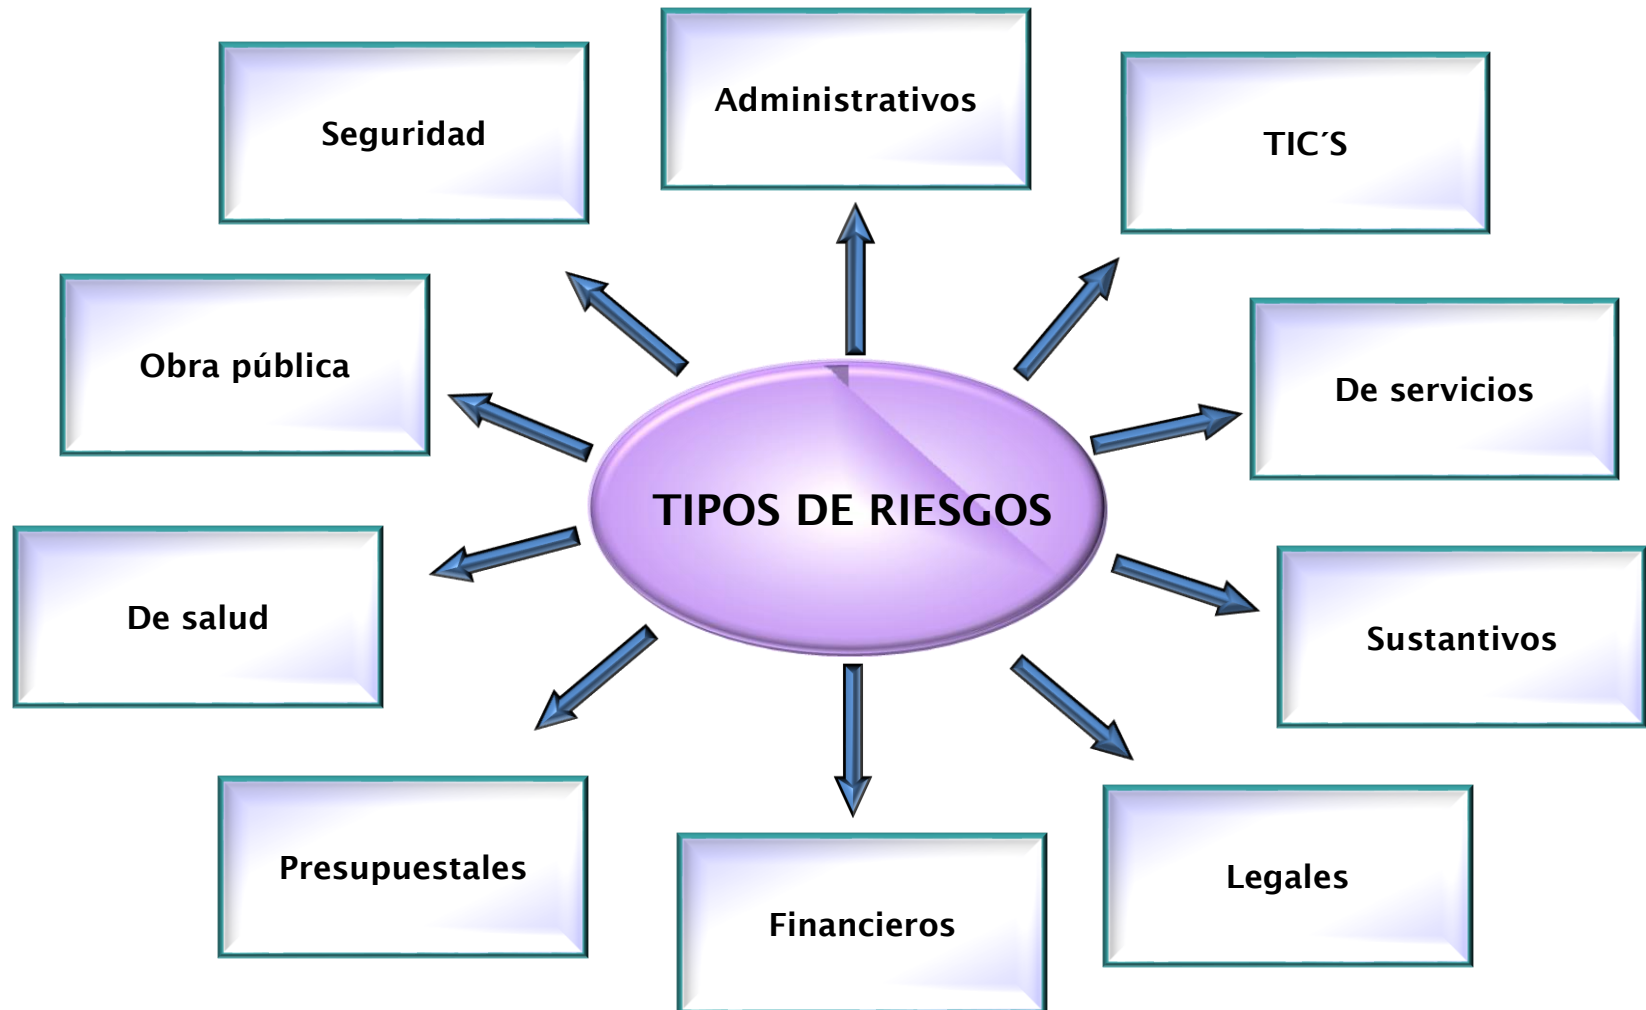 Administrativos
Seguridad
TIC´S
Obra pública
De servicios
TIPOS DE RIESGOS
De salud
Sustantivos
Presupuestales
Legales
Financieros